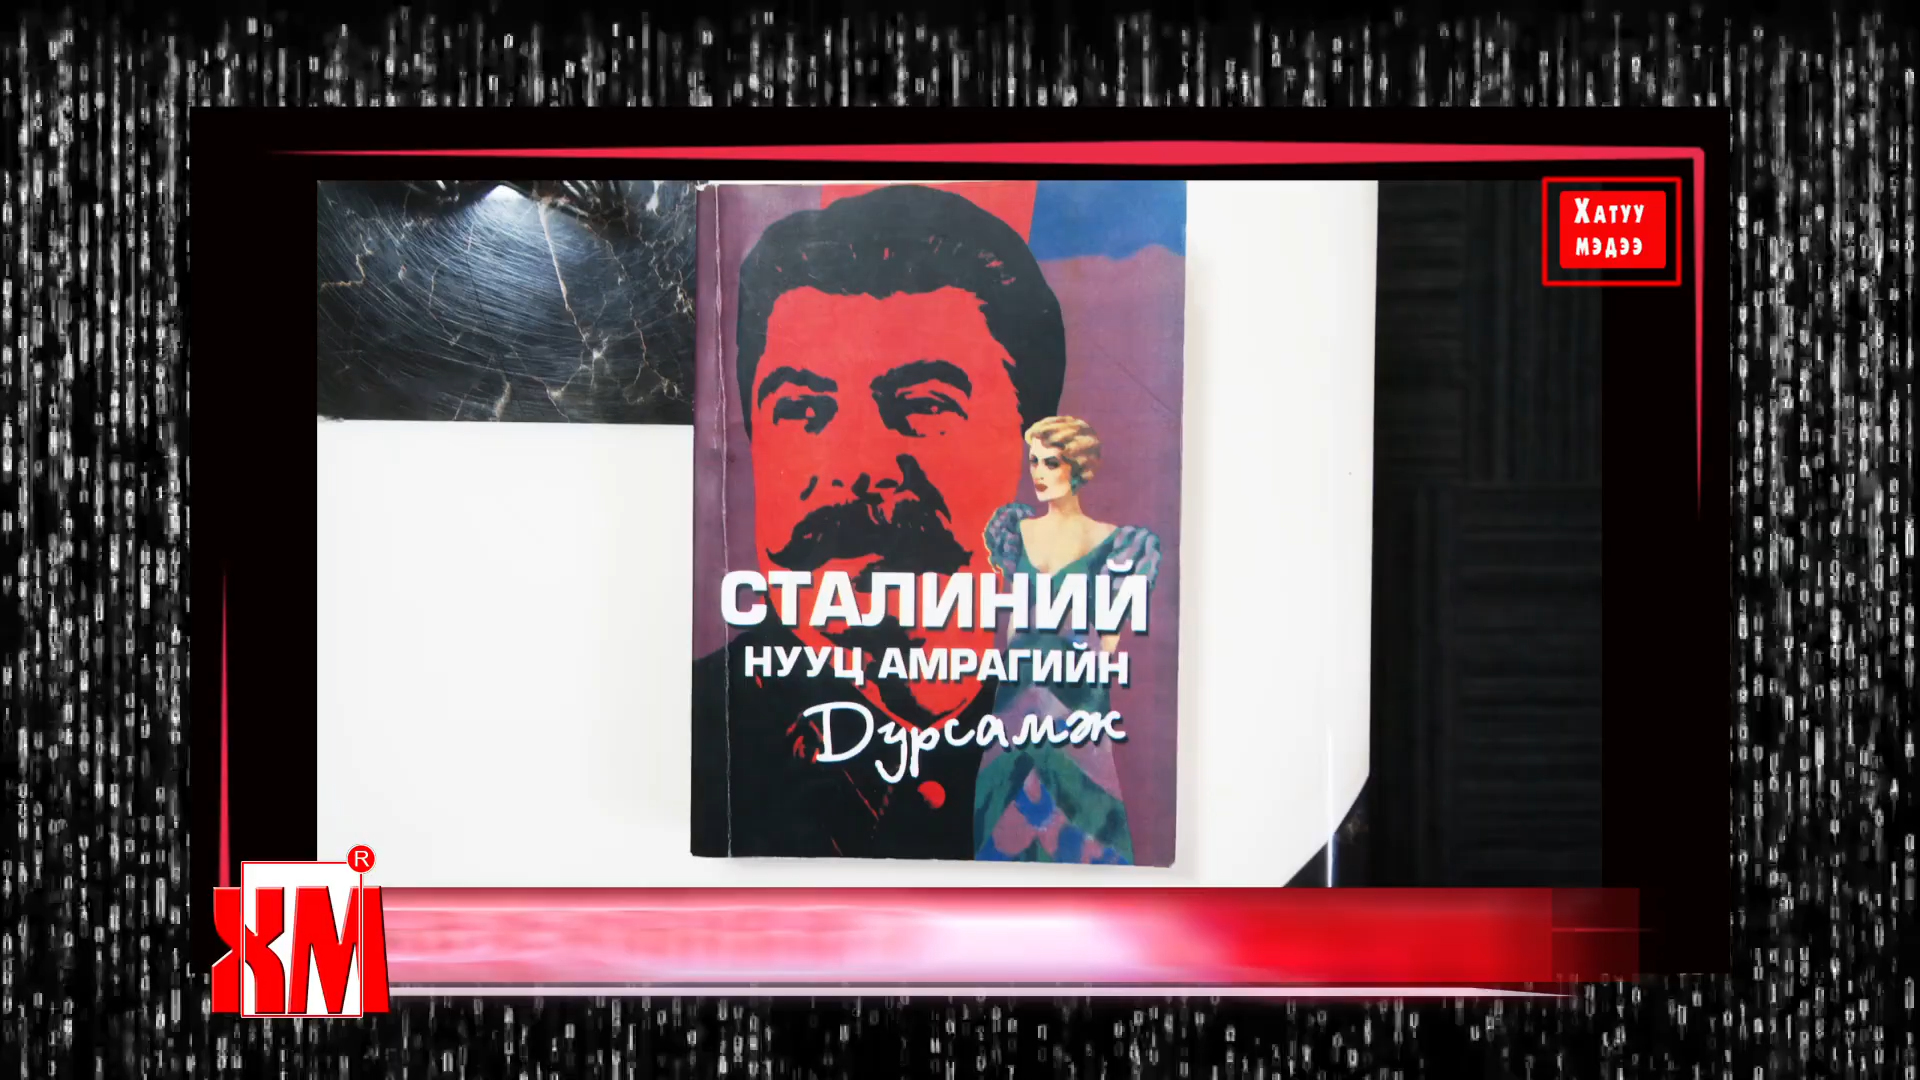 Хатуу
мэдээ
СТАЛИНИЙ
НУУЦ АМРАГИЙН
Дурсамж
ХМ
R